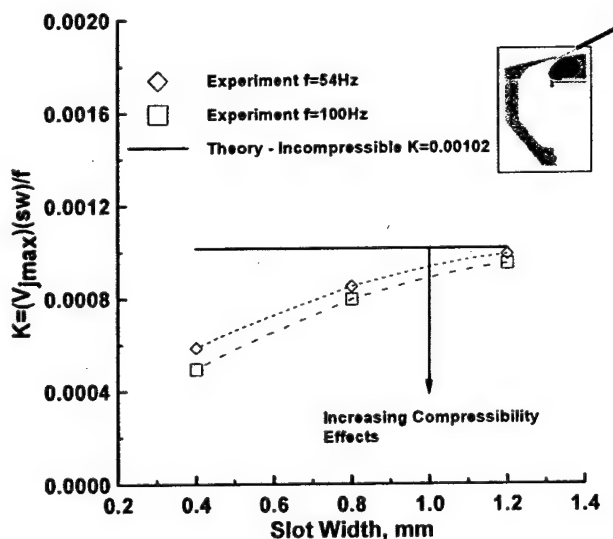 0.0020
0.0016
0.0012
0.0008
0.0004
0.0000
K=(Vjmax)(sw)/f
Experiment f=54Hz
Experiment f=100Hz
Theory - Incompressible K=0.00102
Increasing Compressibility
Effects
0.2 0.4 0.6 0.8 1.0 1.2 1.4
Slot Width, mm